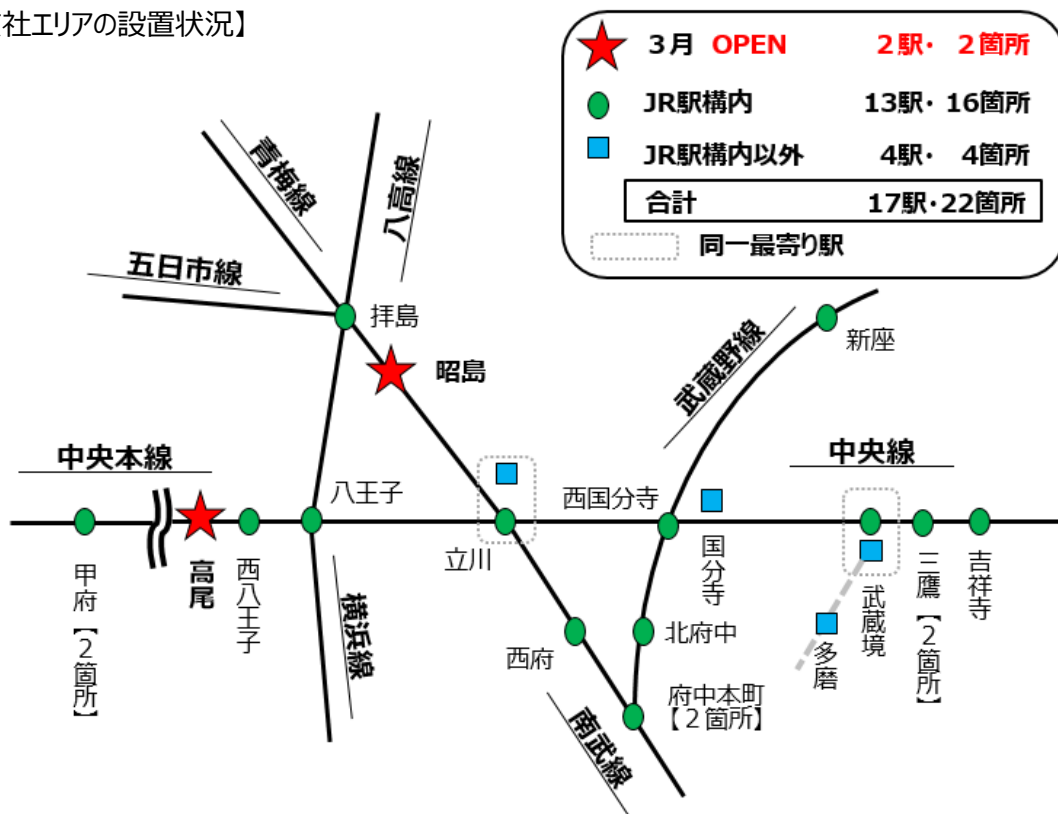 社エリアの設置状況】
3月 OPEN 2駅・ 2箇所
JR駅構内 13駅・ 16箇所
JR駅構内以外 4駅・ 4箇所
合計 17駅・22箇所
同一最寄り駅
青梅線
八高線
五日市線
拝島
昭島
武蔵野線
新座
中央本線
中央線
八王子
西国分寺
立川
国分寺
甲府【2箇所】
高尾
西八王子
横浜線
西府
北府中
府中本町
【2箇所】
南武線
多磨
武蔵境
三鷹【2箇所】
吉祥寺